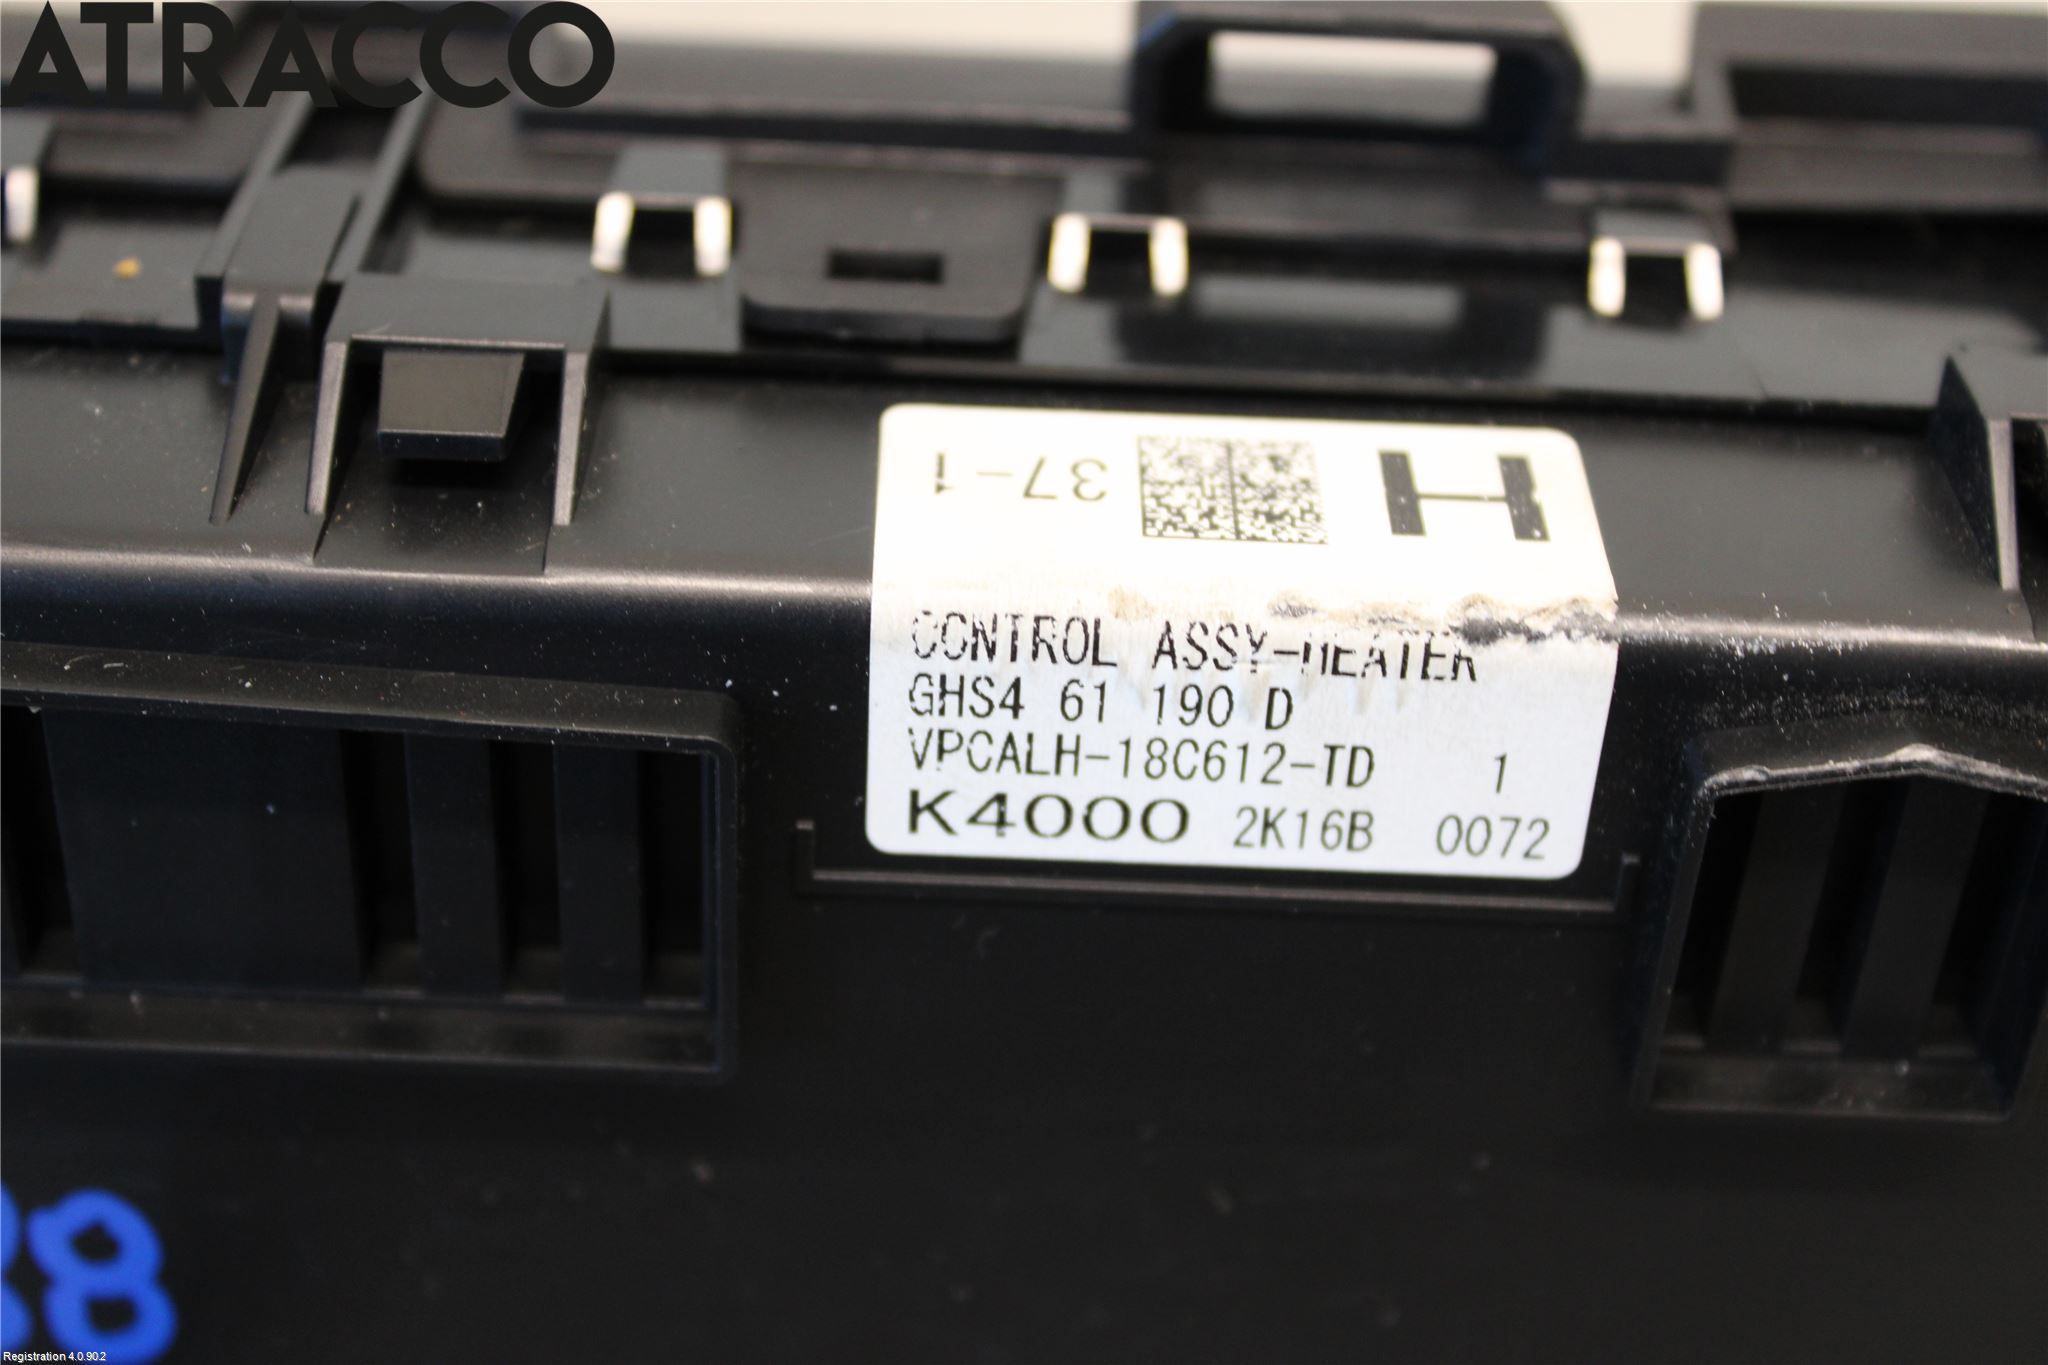 ATRACCO
37-1
H
CONTROL ASSY-HEATER
GHS4 61 190 D
VPCALH-18C612-TD 1
K4000 2K16B 0072
88
Registration 4.0.90.2